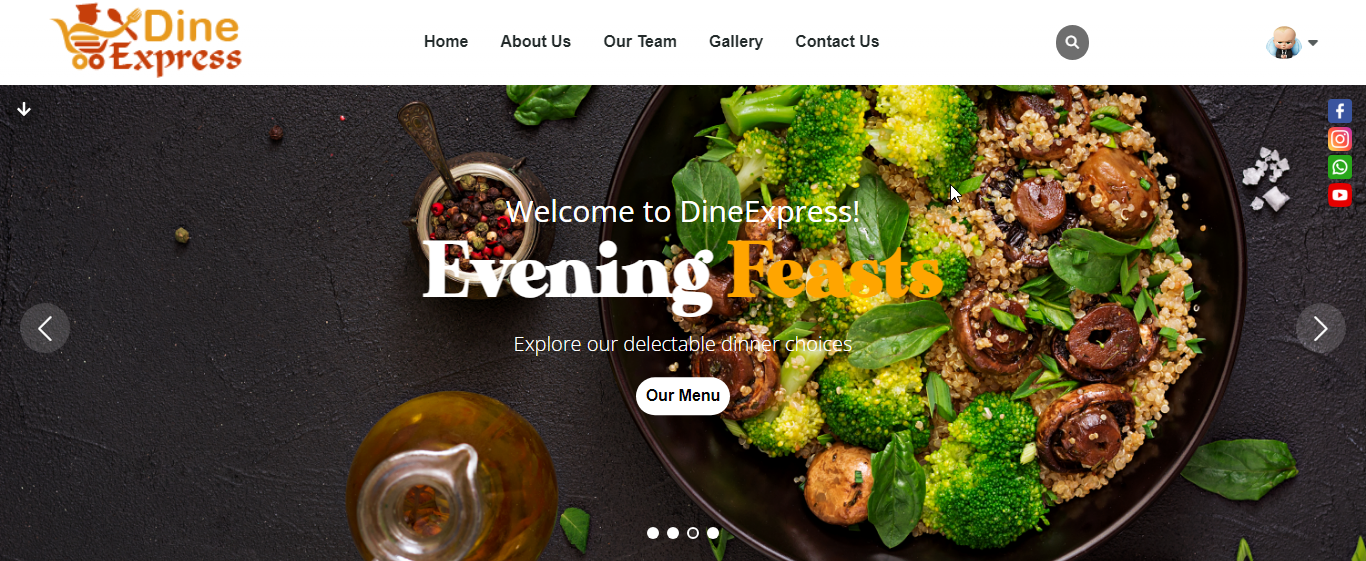 Dine
Express
Home About Us Our Team Gallery Contact Us
Welcome to DineExpress!
Evening Feasts
Explore our delectable dinner choices
Our Menu